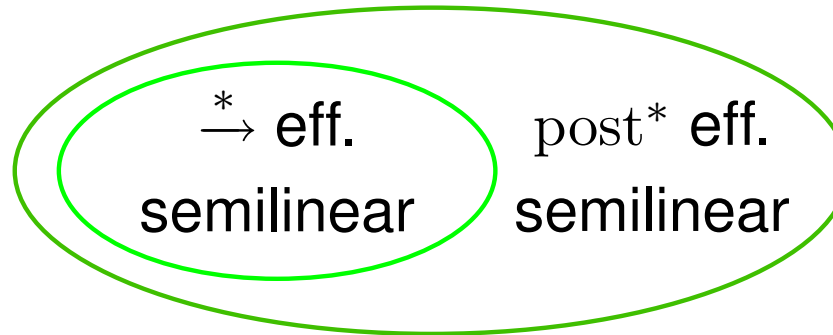 *→ eff.
semilinear
post* eff.
semilinear